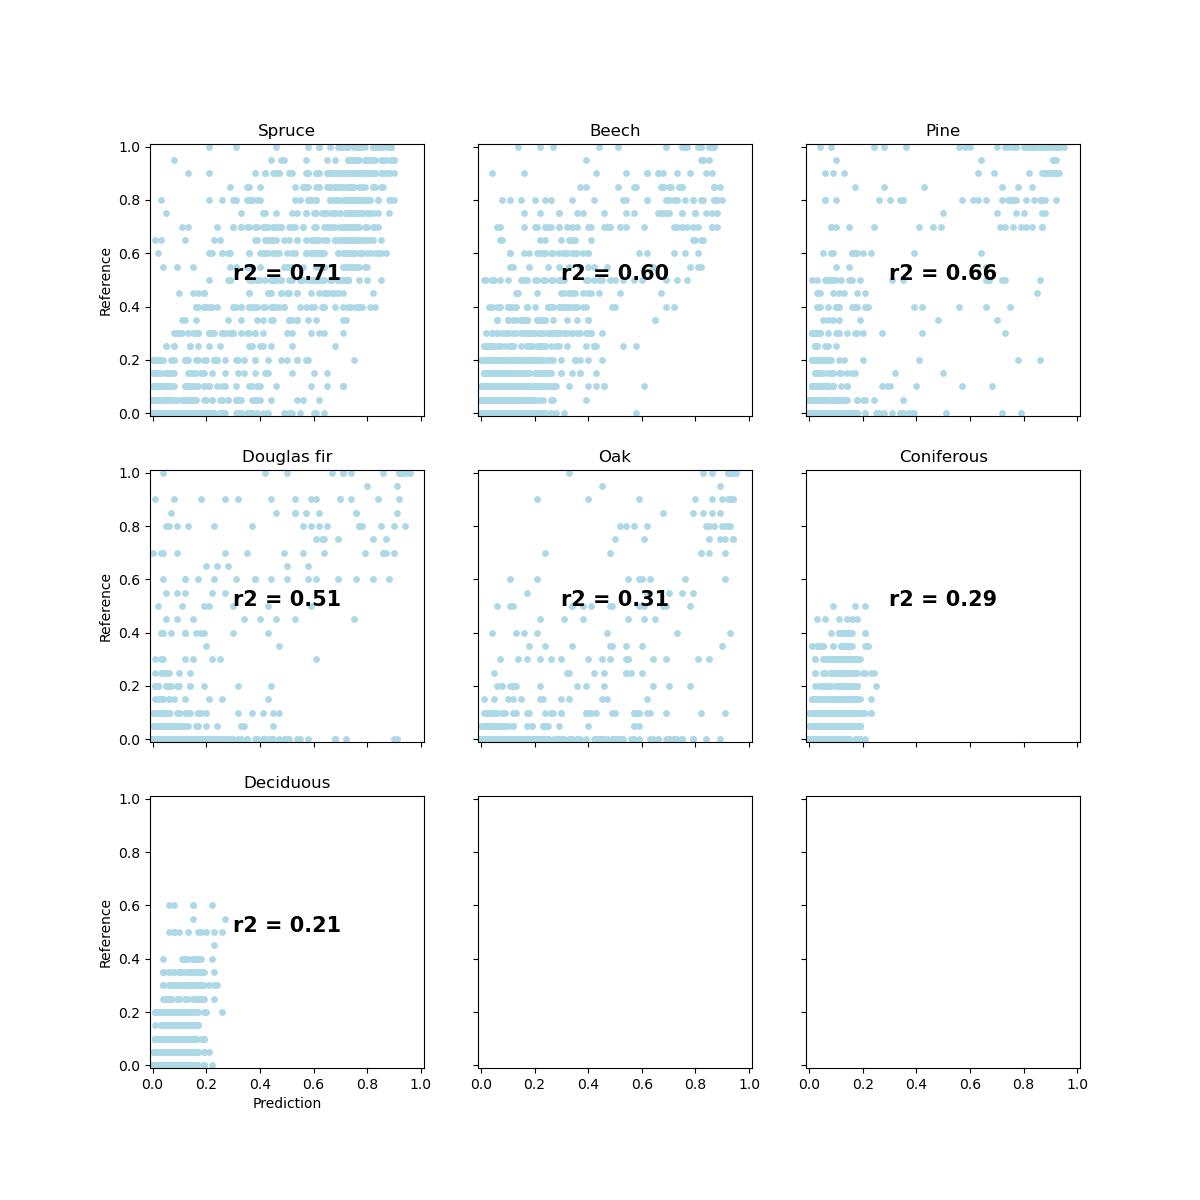 Spruce
Beech
Pine
1.0
0.8
0.6
0.4
0.2
0.0
Reference
r2 = 0.71
r2 = 0.60
r2 = 0.66
Douglas fir
Oak
Coniferous
1.0
0.8
0.6
0.4
0.2
0.0
Reference
r2 = 0.51
r2 = 0.31
r2 = 0.29
Deciduous
1.0
0.8
0.6
0.4
0.2
0.0
Reference
r2 = 0.21
0.0 0.2 0.4 0.6 0.8 1.0
Prediction
0.0 0.2 0.4 0.6 0.8 1.0
0.0 0.2 0.4 0.6 0.8 1.0